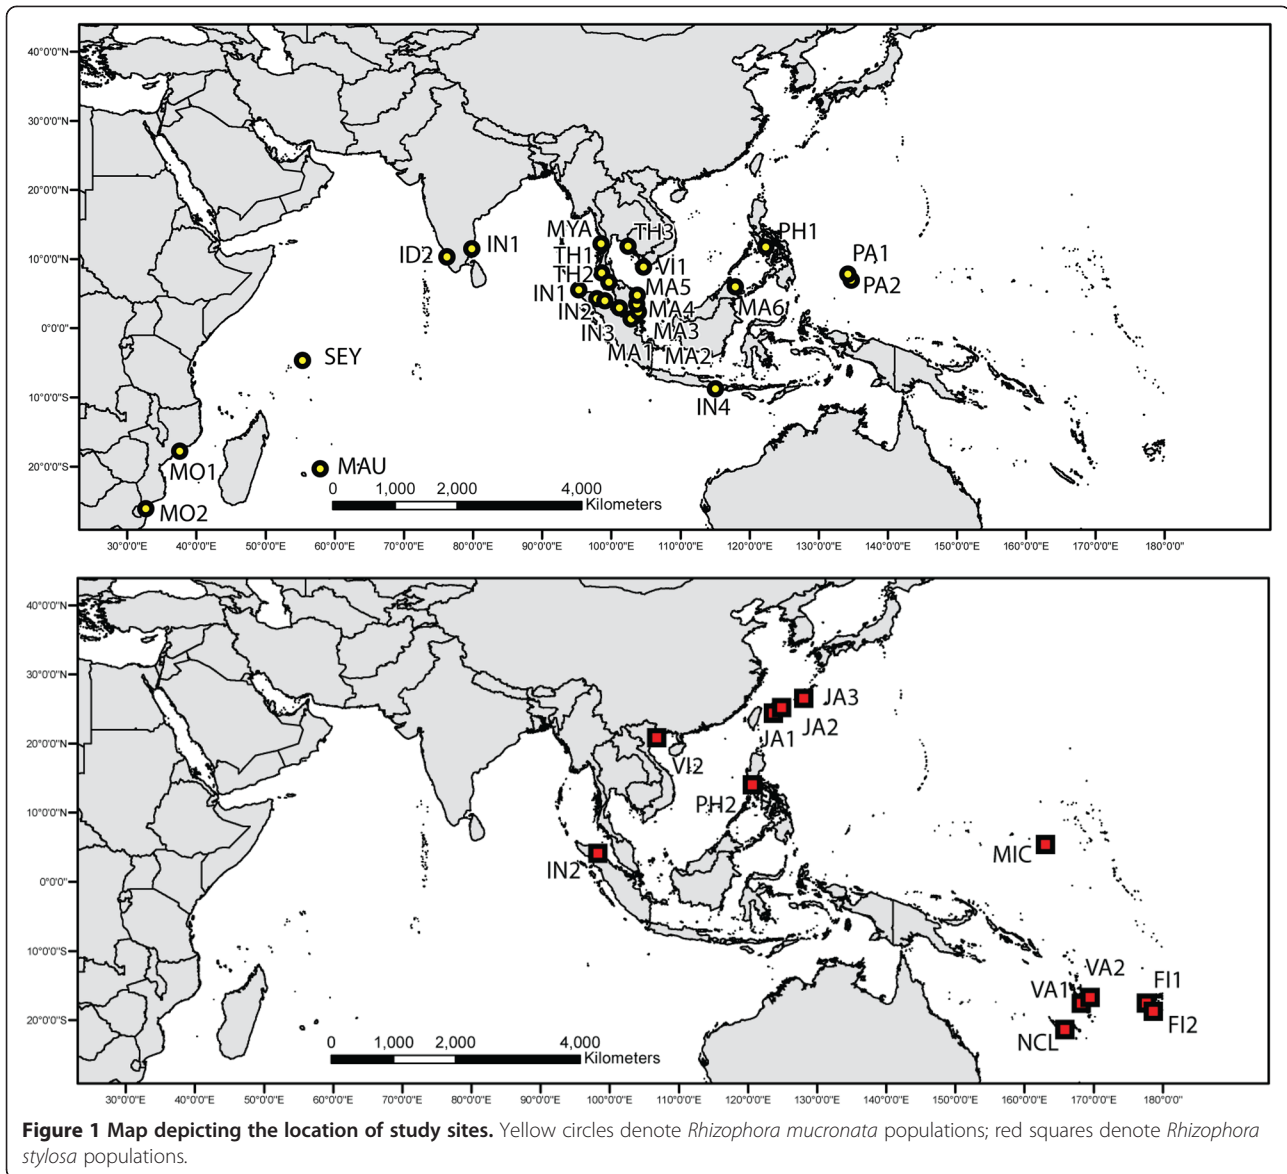 40°0'0"N
30°0'0"N
20°0'0"N
10°0'0"N
0°0'0"
10°0'0"S
20°0'0"S
MYA
TH3
PH1
ID2
IN1
TH1
TH2
VI1
PA1
PA2
IN1
MA5
IN2
MA4
MA6
IN3
MA3
MA1
MA2
SEY
IN4
MO1
MAU
MO2
0 1,000 2,000 4,000
Kilometers
30°0'0"E 40°0'0"E 50°0'0"E 60°0'0"E 70°0'0"E 80°0'0"E 90°0'0"E 100°0'0"E 110°0'0"E 120°0'0"E 130°0'0"E 140°0'0"E 150°0'0"E 160°0'0"E 170°0'0"E 180°0'0"
40°0'0"N
30°0'0"N
20°0'0"N
10°0'0"N
0°0'0"
10°0'0"S
20°0'0"S
JA3
JA2
JA1
VI2
PH2
MIC
IN2
VA2
FI1
VA1
FI2
NCL
0 1,000 2,000 4,000
Kilometers
30°0'0"E 40°0'0"E 50°0'0"E 60°0'0"E 70°0'0"E 80°0'0"E 90°0'0"E 100°0'0"E 110°0'0"E 120°0'0"E 130°0'0"E 140°0'0"E 150°0'0"E 160°0'0"E 170°0'0"E 180°0'0"
Figure 1 Map depicting the location of study sites. Yellow circles denote Rhizophora mucronata populations; red squares denote Rhizophora
stylosa populations.